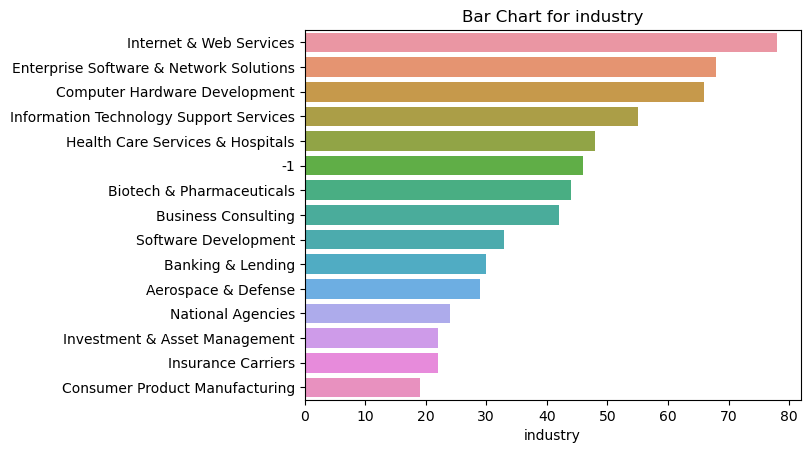 Bar Chart for industry
Internet & Web Services
Enterprise Software & Network Solutions
Computer Hardware Development
Information Technology Support Services
Health Care Services & Hospitals
-1
Biotech & Pharmaceuticals
Business Consulting
Software Development
Banking & Lending
Aerospace & Defense
National Agencies
Investment & Asset Management
Insurance Carriers
Consumer Product Manufacturing
0 10 20 30 40 50 60 70 80
industry